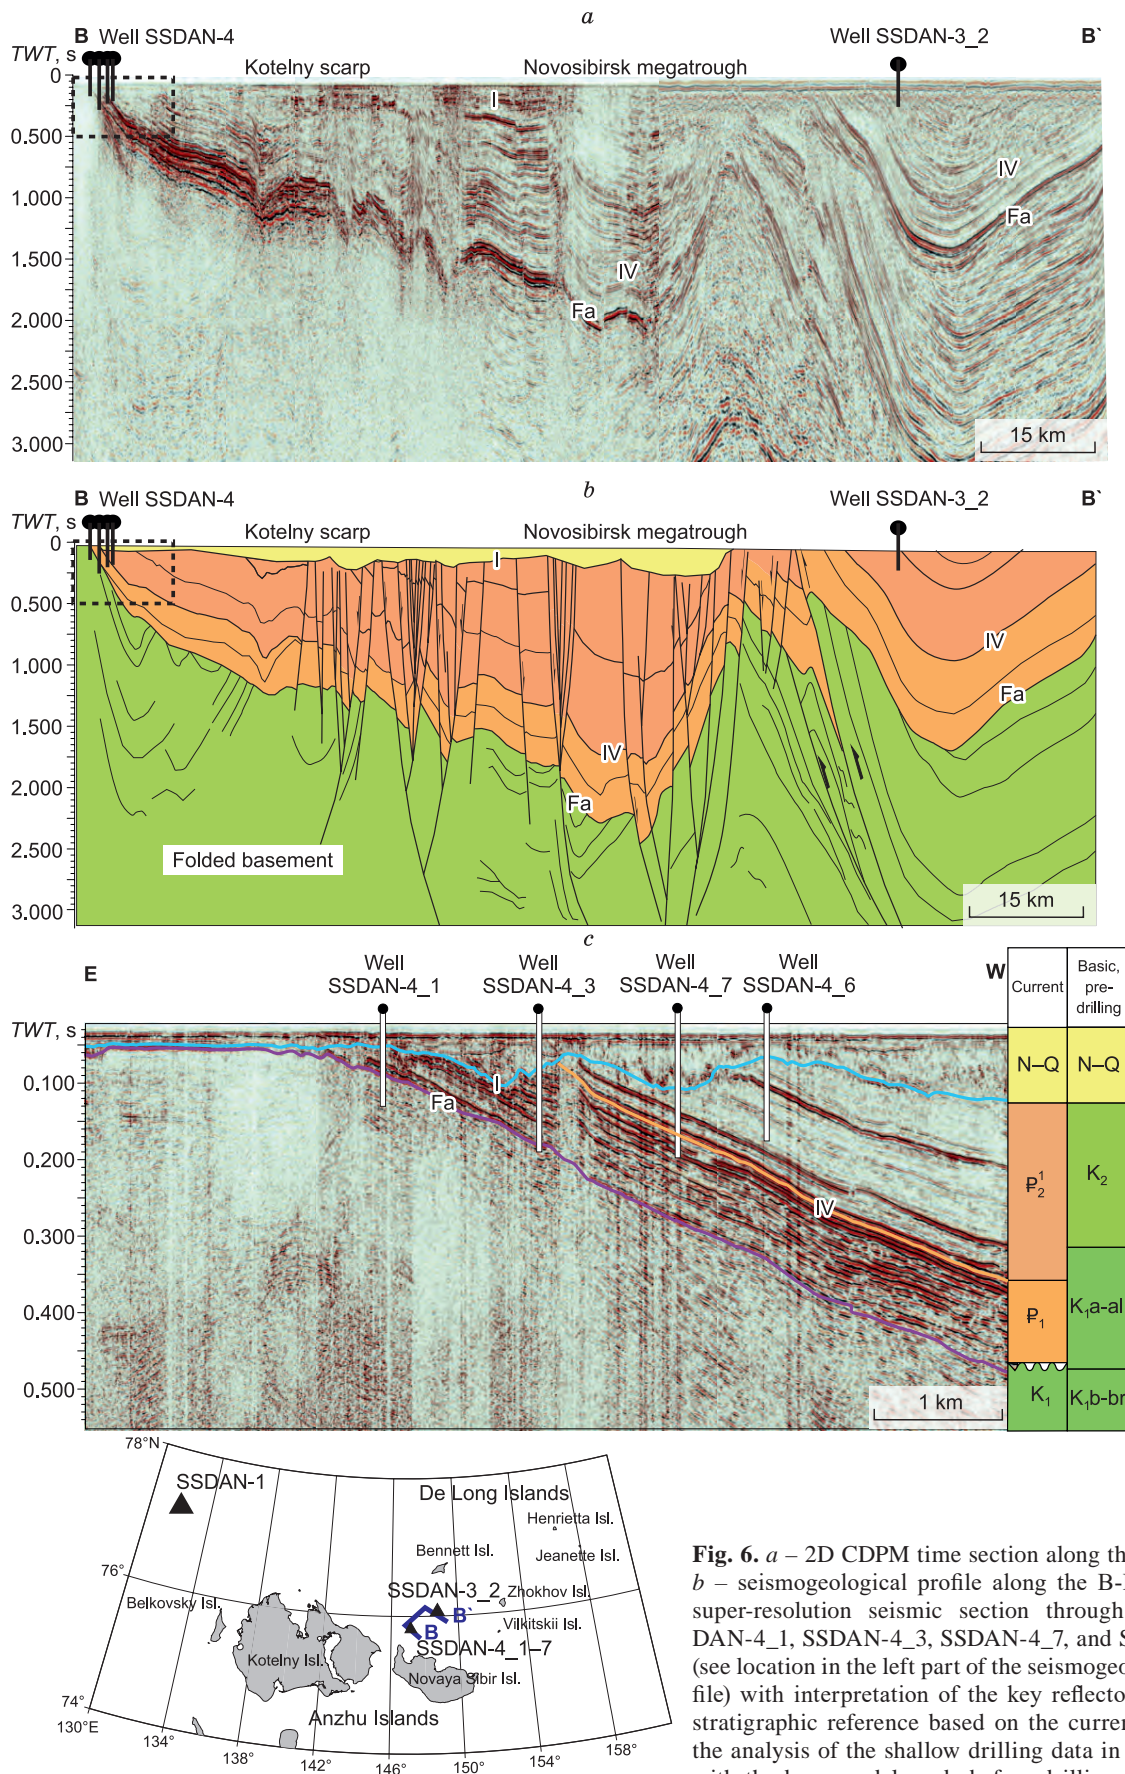 a
B Well SSDAN-4 Well SSDAN-3_2 B`
TWT, s
Kotelny scarp Novosibirsk megatrough
0
0.500
1.000
1.500
2.000
2.500
3.000
I
IV
Fa
IV
Fa
15 km
b
B Well SSDAN-4 Well SSDAN-3_2 B`
TWT, s
Kotelny scarp Novosibirsk megatrough
0
0.500
1.000
1.500
2.000
2.500
3.000
I
IV
Fa
IV
Fa
Folded basement
15 km
c
E W
Well SSDAN-4_1
Well SSDAN-4_3
Well SSDAN-4_7
Well SSDAN-4_6
TWT, s
0.100
0.200
0.300
0.400
0.500
I
Fa
IV
1 km
Current
Basic, pre-drilling
N–Q N–Q
₽₂¹ K₂
₽₁ K₁a-al
K₁ K₁b-br
78°N
76°
74°
130°E
134°
138°
142°
146°
150°
154°
158°
SSDAN-1
De Long Islands
Henrietta Isl.
Jeanette Isl.
Bennett Isl.
SSDAN-3_2
Zhokhov Isl.
Belkovsky Isl.
B`
Vilkitskii Isl.
B
SSDAN-4_1–7
Kotelny Isl.
Novaya Sibir Isl.
Anzhu Islands
Fig. 6. a – 2D CDPM time section along the
b – seismogeological profile along the B-
super-resolution seismic section through
DAN-4_1, SSDAN-4_3, SSDAN-4_7, and S
(see location in the left part of the seismogeo
file) with interpretation of the key reflecto
stratigraphic reference based on the curren
the analysis of the shallow drilling data in